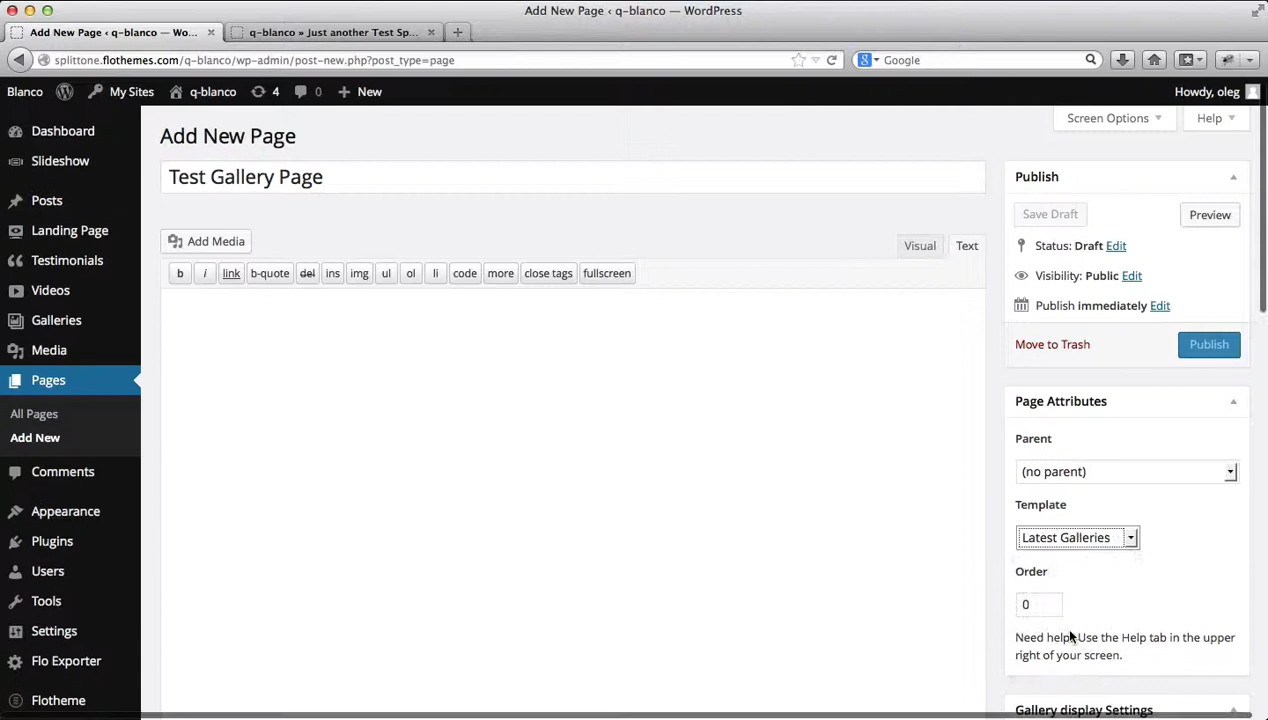 Add New Page ‹ q-blanco — WordPress
Add New Page ‹ q-blanco — Wo...
q-blanco » Just another Test Sp...
splittone.flothemes.com/q-blanco/wp-admin/post-new.php?post_type=page
Google
Blanco
My Sites
q-blanco
4
0
New
Howdy, oleg
Screen Options
Help
Dashboard
Slideshow
Posts
Landing Page
Testimonials
Videos
Galleries
Media
Pages
All Pages
Add New
Comments
Appearance
Plugins
Users
Tools
Settings
Flo Exporter
Flotheme
Add New Page
Test Gallery Page
Add Media
Visual
Text
b
i
link
b-quote
del
ins
img
ul
ol
li
code
more
close tags
fullscreen
Publish
Save Draft
Preview
Status: Draft Edit
Visibility: Public Edit
Publish immediately Edit
Move to Trash
Publish
Page Attributes
Parent
(no parent)
Template
Latest Galleries
Order
0
Need help? Use the Help tab in the upper
right of your screen.
Gallery display Settings